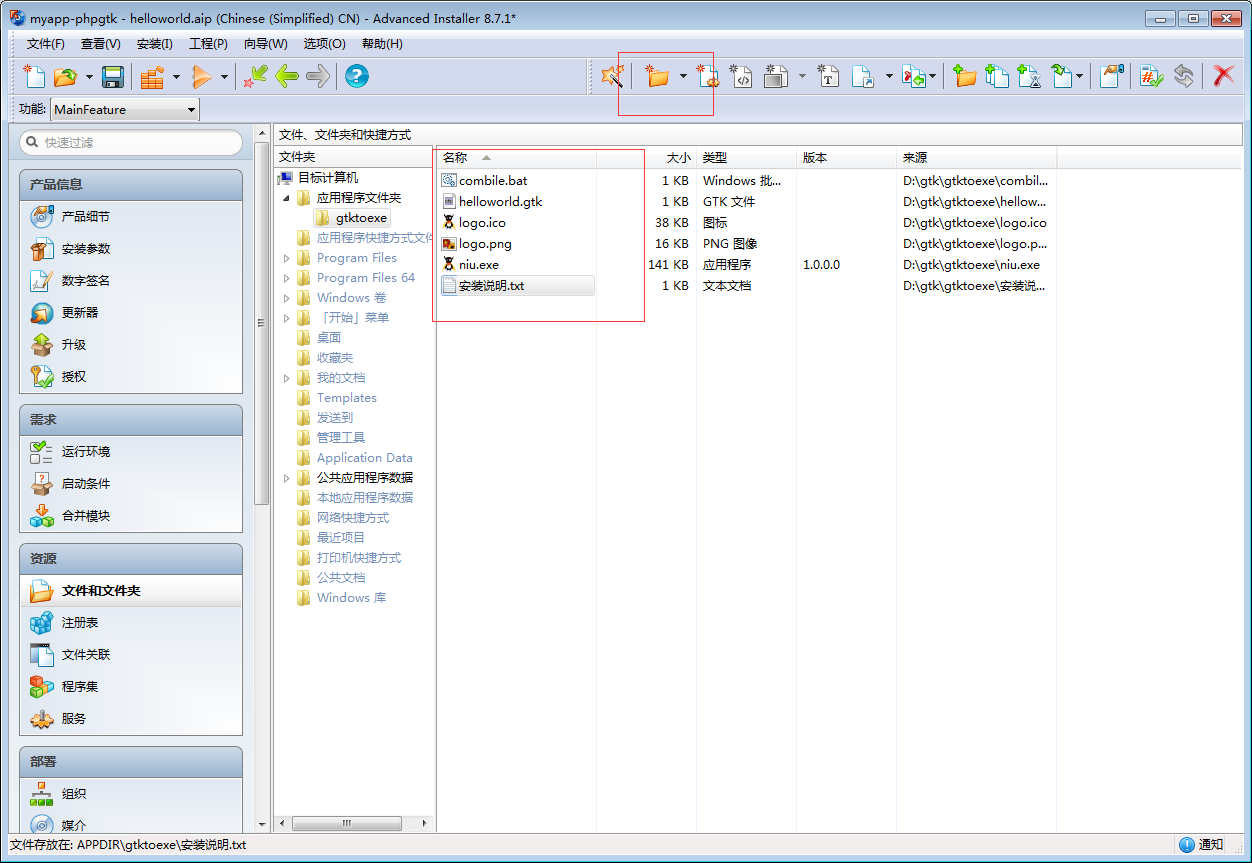 myapp-phpgtk - helloworld.aip (Chinese (Simplified) CN) - Advanced Installer 8.7.1*
文件(F) 查看(V) 安装(I) 工程(P) 向导(W) 选项(O) 帮助(H)
功能: MainFeature
快速过滤
产品信息
产品细节
安装参数
数字签名
更新器
升级
授权
需求
运行环境
启动条件
合并模块
资源
文件和文件夹
注册表
文件关联
程序集
服务
部署
组织
媒介
文件、文件夹和快捷方式
文件夹
目标计算机
应用程序文件夹
gtktoexe
应用程序快捷方式文件
Program Files
Program Files 64
Windows 卷
「开始」菜单
桌面
收藏夹
我的文档
Templates
发送到
管理工具
Application Data
公共应用程序数据
本地应用程序数据
网络快捷方式
最近项目
打印机快捷方式
公共文档
Windows 库
名称 大小 类型 版本 来源
combile.bat 1 KB Windows 批... D:\gtk\gtktoexe\combil...
helloworld.gtk 1 KB GTK 文件 D:\gtk\gtktoexe\hellow...
logo.ico 38 KB 图标 D:\gtk\gtktoexe\logo.ico
logo.png 16 KB PNG 图像 D:\gtk\gtktoexe\logo.p...
niu.exe 141 KB 应用程序 1.0.0.0 D:\gtk\gtktoexe\niu.exe
安装说明.txt 1 KB 文本文档 D:\gtk\gtktoexe\安装说...
文件存放在: APPDIR\gtktoexe\安装说明.txt
通知